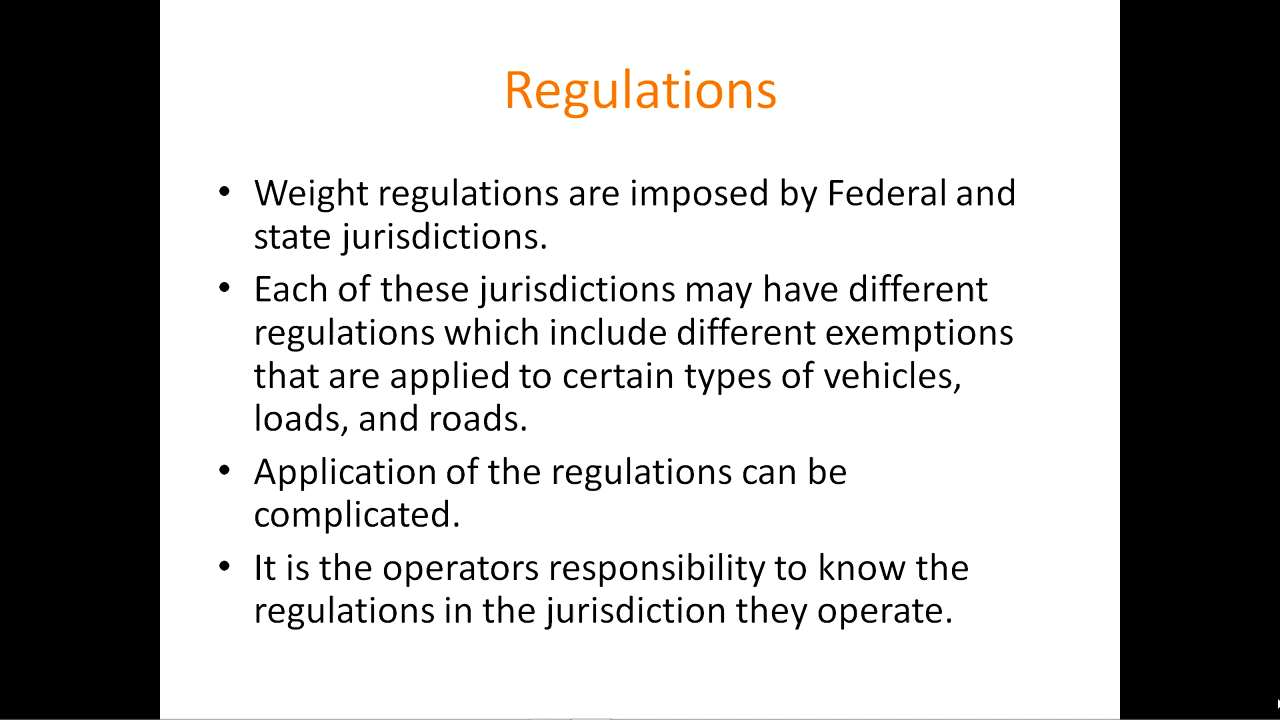 Regulations
• Weight regulations are imposed by Federal and
state jurisdictions.
• Each of these jurisdictions may have different
regulations which include different exemptions
that are applied to certain types of vehicles,
loads, and roads.
• Application of the regulations can be
complicated.
• It is the operators responsibility to know the
regulations in the jurisdiction they operate.